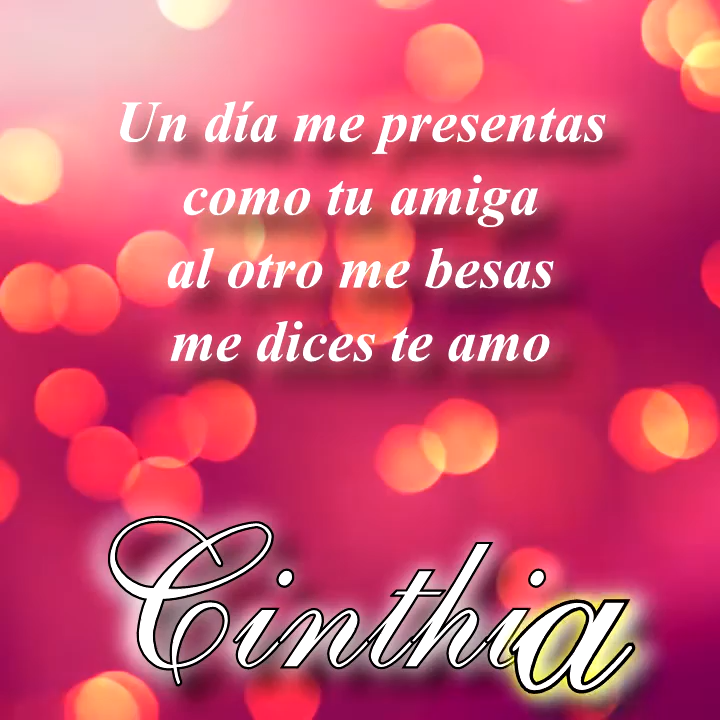 Un día me presentas
como tu amiga
al otro me besas
me dices te amo
Cinthia